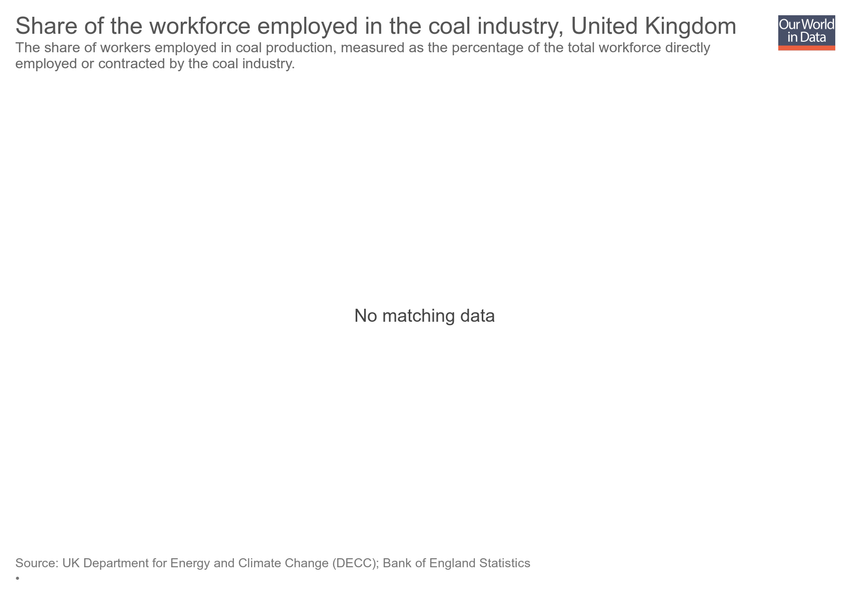 Share of the workforce employed in the coal industry, United Kingdom
Our World
in Data
The share of workers employed in coal production, measured as the percentage of the total workforce directly
employed or contracted by the coal industry.
No matching data
Source: UK Department for Energy and Climate Change (DECC); Bank of England Statistics
•